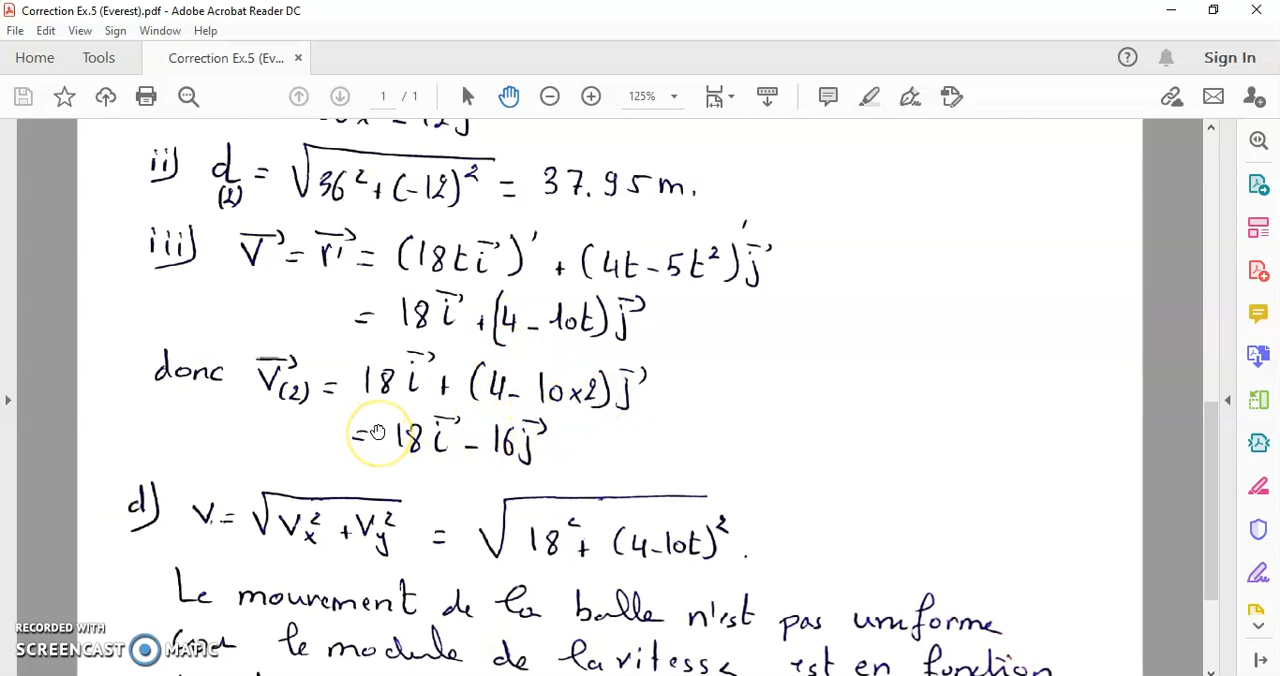 Correction Ex.5 (Everest).pdf - Adobe Acrobat Reader DC
File Edit View Sign Window Help
Home Tools Correction Ex.5 (Ev... × Sign In
1 / 1 125%
ii) d(2) = √36² + (-12)² = 37.95 m.
iii) V⃗ = r⃗' = (18t i⃗)' + (4t - 5t²)' j⃗
= 18 i⃗ + (4 - 10t) j⃗
donc V⃗(2) = 18 i⃗ + (4 - 10x2) j⃗
= 18 i⃗ - 16 j⃗
d) V = √Vx² + Vy² = √18² + (4-10t)² .
Le mouvement de la balle n'est pas uniforme
RECORDED WITH
SCREENCAST MATIC
le module de la vitesse est en fonction